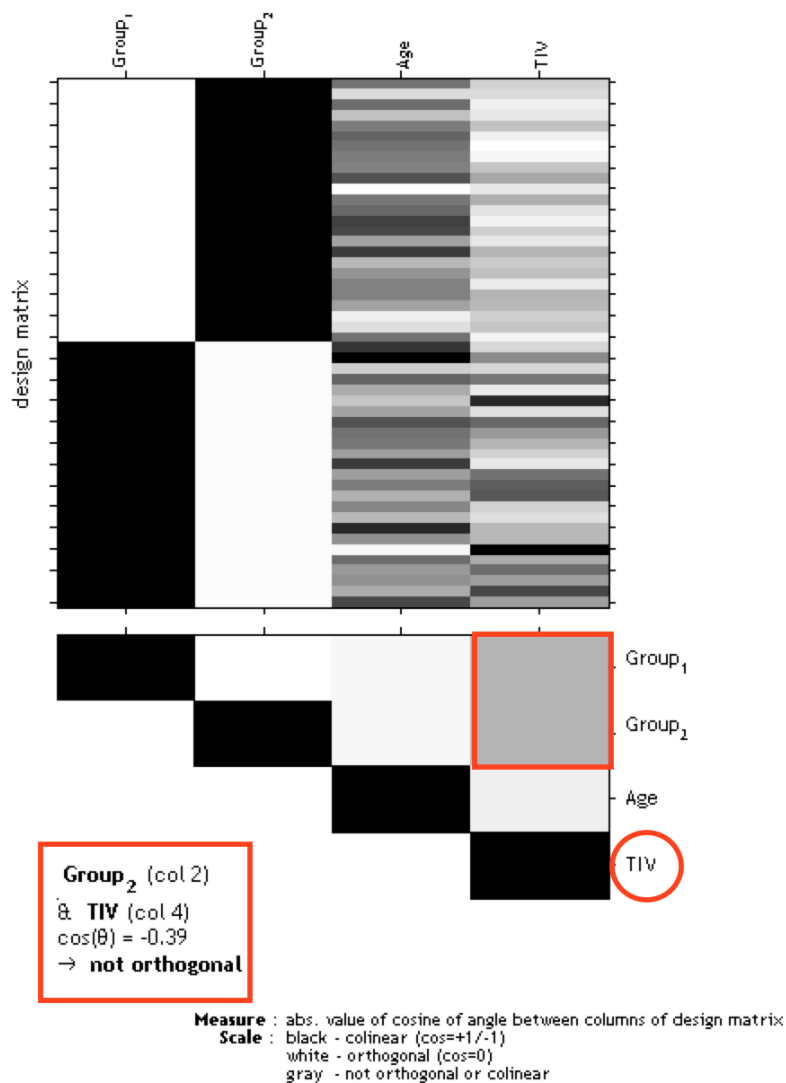 Group₁
Group₂
Age
TIV
design matrix
Group₁
Group₂
Age
TIV
Group₂ (col 2)
& TIV (col 4)
cos(θ) = -0.39
→ not orthogonal
Measure : abs. value of cosine of angle between columns of design matrix
Scale : black - colinear (cos=+1/-1)
white - orthogonal (cos=0)
gray - not orthogonal or colinear